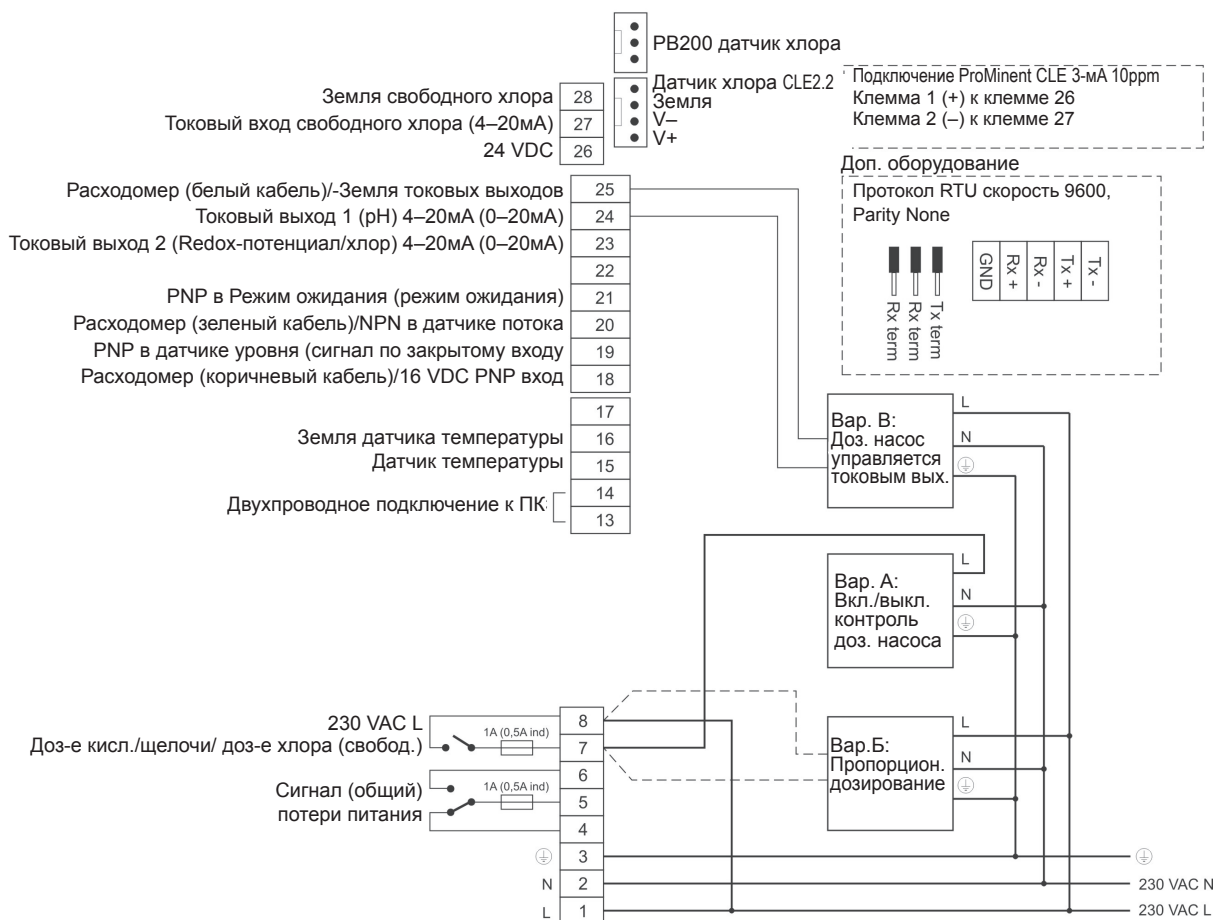 PB200 датчик хлора
Датчик хлора CLE2.2
Земля
V–
V+
Подключение ProMinent CLE 3-мА 10ppm
Клемма 1 (+) к клемме 26
Клемма 2 (–) к клемме 27
Земля свободного хлора 28
Токовый вход свободного хлора (4–20мА) 27
24 VDC 26
Доп. оборудование
Протокол RTU скорость 9600,
Parity None
Rx term
Rx term
Tx term
GND
Rx +
Rx -
Tx +
Tx -
Расходомер (белый кабель)/-Земля токовых выходов 25
Токовый выход 1 (pH) 4–20мА (0–20мА) 24
Токовый выход 2 (Redox-потенциал/хлор) 4–20мА (0–20мА) 23
22
PNP в Режим ожидания (режим ожидания) 21
Расходомер (зеленый кабель)/NPN в датчике потока 20
PNP в датчике уровня (сигнал по закрытому входу 19
Расходомер (коричневый кабель)/16 VDC PNP вход 18
17
Земля датчика температуры 16
Датчик температуры 15
14
Двухпроводное подключение к ПК:
13
Вар. В:
Доз. насос
управляется
токовым вых.
L
N
Вар. А:
Вкл./выкл.
контроль
доз. насоса
L
N
Вар.Б:
Пропорцион.
дозирование
L
N
230 VAC L 8
Доз-е кисл./щелочи/ доз-е хлора (свобод.) 1A (0,5A ind) 7
6
Сигнал (общий)
потери питания
1A (0,5A ind) 5
4
3
N 2 230 VAC N
L 1 230 VAC L